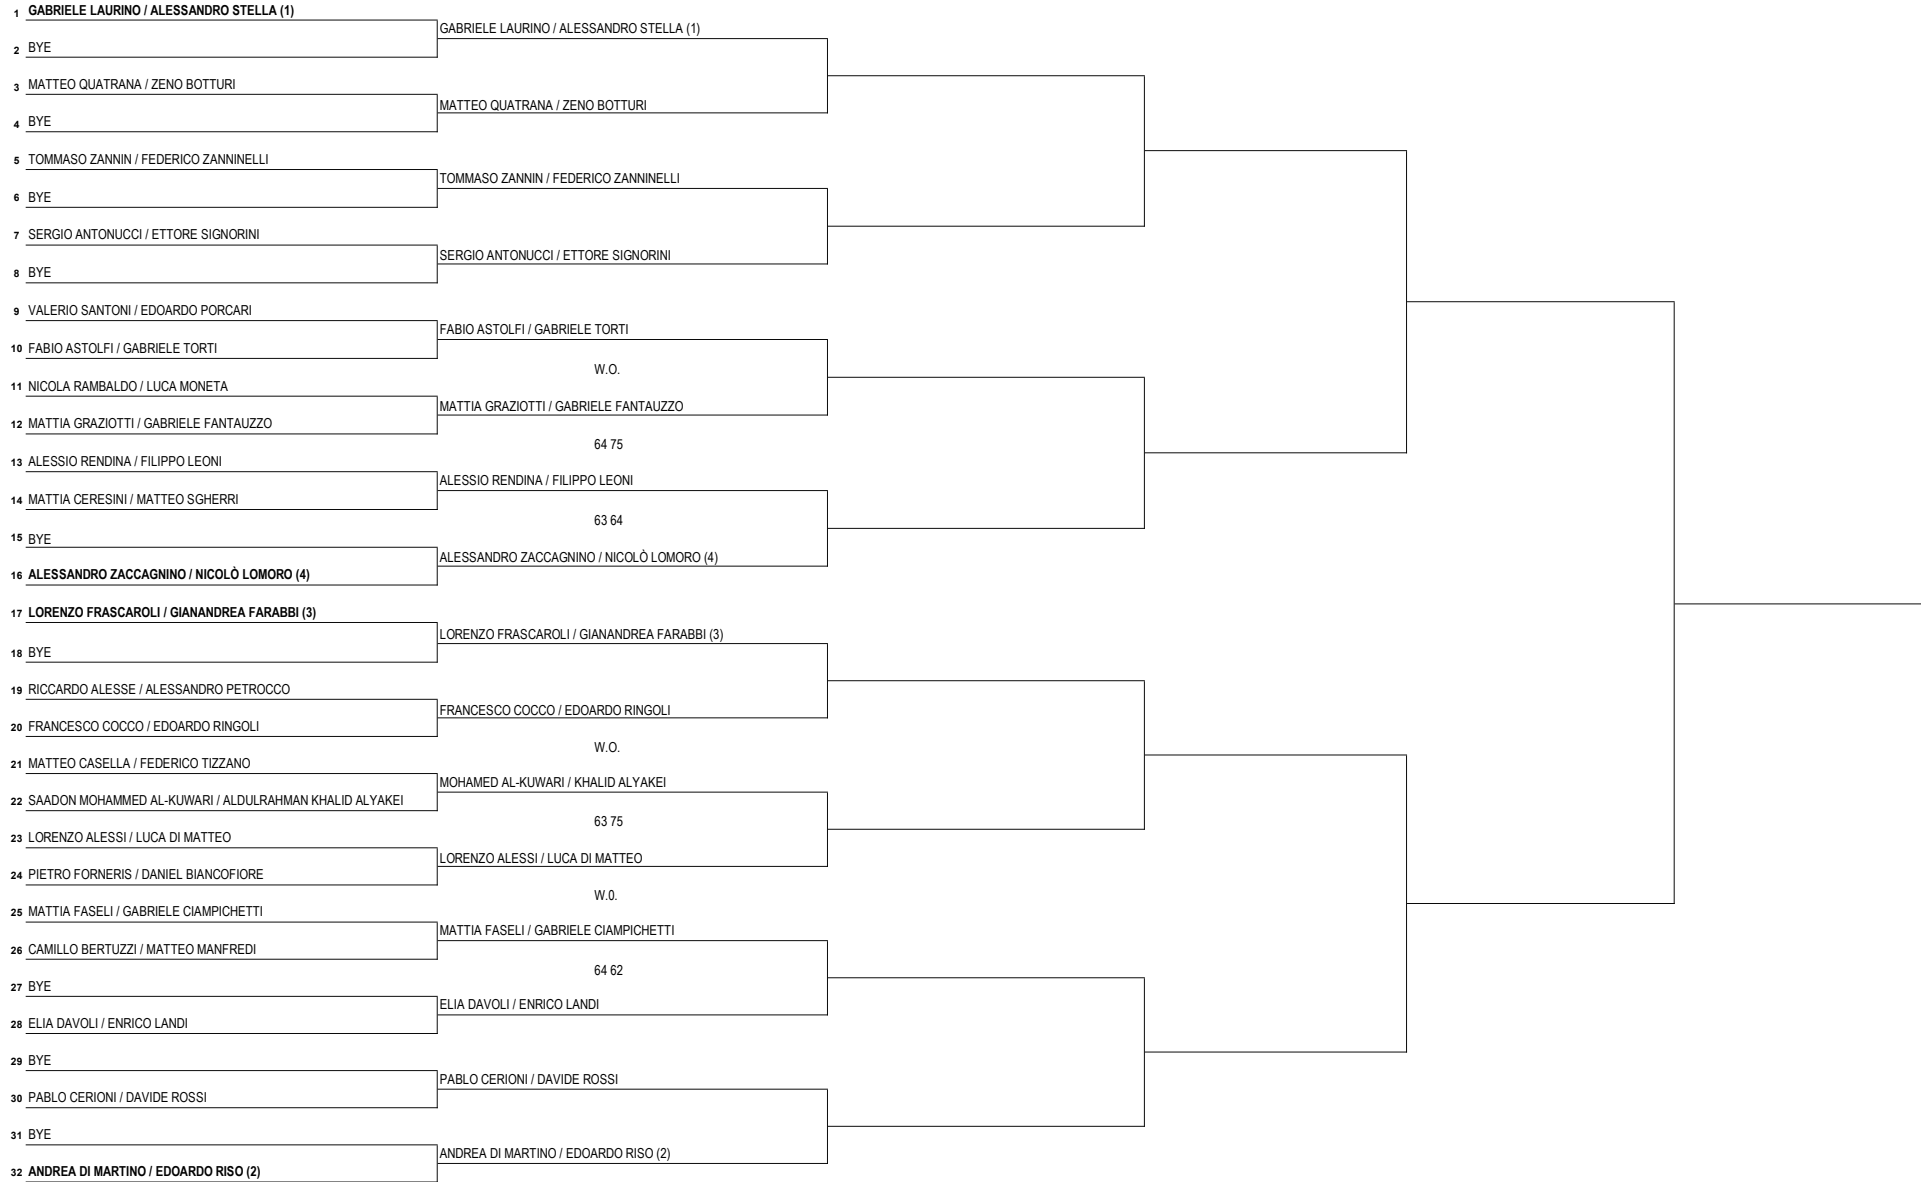 1 GABRIELE LAURINO / ALESSANDRO STELLA (1)
GABRIELE LAURINO / ALESSANDRO STELLA (1)
2 BYE
3 MATTEO QUATRANA / ZENO BOTTURI
MATTEO QUATRANA / ZENO BOTTURI
4 BYE
5 TOMMASO ZANNIN / FEDERICO ZANNINELLI
TOMMASO ZANNIN / FEDERICO ZANNINELLI
6 BYE
7 SERGIO ANTONUCCI / ETTORE SIGNORINI
SERGIO ANTONUCCI / ETTORE SIGNORINI
8 BYE
9 VALERIO SANTONI / EDOARDO PORCARI
FABIO ASTOLFI / GABRIELE TORTI
10 FABIO ASTOLFI / GABRIELE TORTI
W.O.
11 NICOLA RAMBALDO / LUCA MONETA
MATTIA GRAZIOTTI / GABRIELE FANTAUZZO
12 MATTIA GRAZIOTTI / GABRIELE FANTAUZZO
64 75
13 ALESSIO RENDINA / FILIPPO LEONI
ALESSIO RENDINA / FILIPPO LEONI
14 MATTIA CERESINI / MATTEO SGHERRI
63 64
15 BYE
ALESSANDRO ZACCAGNINO / NICOLÒ LOMORO (4)
16 ALESSANDRO ZACCAGNINO / NICOLÒ LOMORO (4)
17 LORENZO FRASCAROLI / GIANANDREA FARABBI (3)
LORENZO FRASCAROLI / GIANANDREA FARABBI (3)
18 BYE
19 RICCARDO ALESSE / ALESSANDRO PETROCCO
FRANCESCO COCCO / EDOARDO RINGOLI
20 FRANCESCO COCCO / EDOARDO RINGOLI
W.O.
21 MATTEO CASELLA / FEDERICO TIZZANO
MOHAMED AL-KUWARI / KHALID ALYAKEI
22 SAADON MOHAMMED AL-KUWARI / ALDULRAHMAN KHALID ALYAKEI
63 75
23 LORENZO ALESSI / LUCA DI MATTEO
LORENZO ALESSI / LUCA DI MATTEO
24 PIETRO FORNERIS / DANIEL BIANCOFIORE
W.0.
25 MATTIA FASELI / GABRIELE CIAMPICHETTI
MATTIA FASELI / GABRIELE CIAMPICHETTI
26 CAMILLO BERTUZZI / MATTEO MANFREDI
64 62
27 BYE
ELIA DAVOLI / ENRICO LANDI
28 ELIA DAVOLI / ENRICO LANDI
29 BYE
PABLO CERIONI / DAVIDE ROSSI
30 PABLO CERIONI / DAVIDE ROSSI
31 BYE
ANDREA DI MARTINO / EDOARDO RISO (2)
32 ANDREA DI MARTINO / EDOARDO RISO (2)